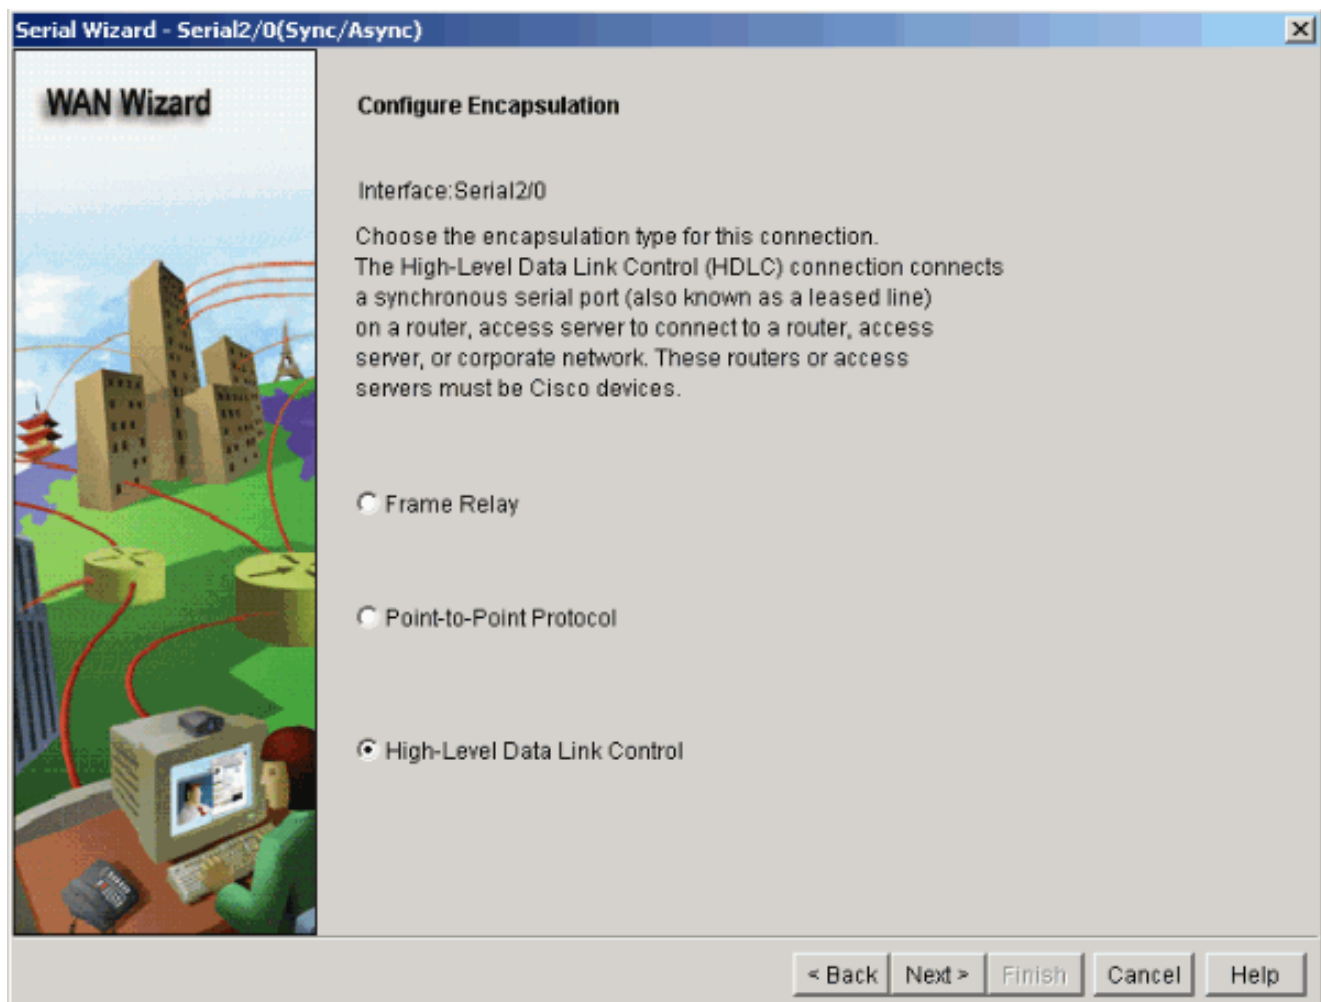 Serial Wizard - Serial2/0(Sync/Async)
WAN Wizard
Configure Encapsulation
Interface:Serial2/0
Choose the encapsulation type for this connection.
The High-Level Data Link Control (HDLC) connection connects
a synchronous serial port (also known as a leased line)
on a router, access server to connect to a router, access
server, or corporate network. These routers or access
servers must be Cisco devices.
Frame Relay
Point-to-Point Protocol
High-Level Data Link Control
< Back Next > Finish Cancel Help